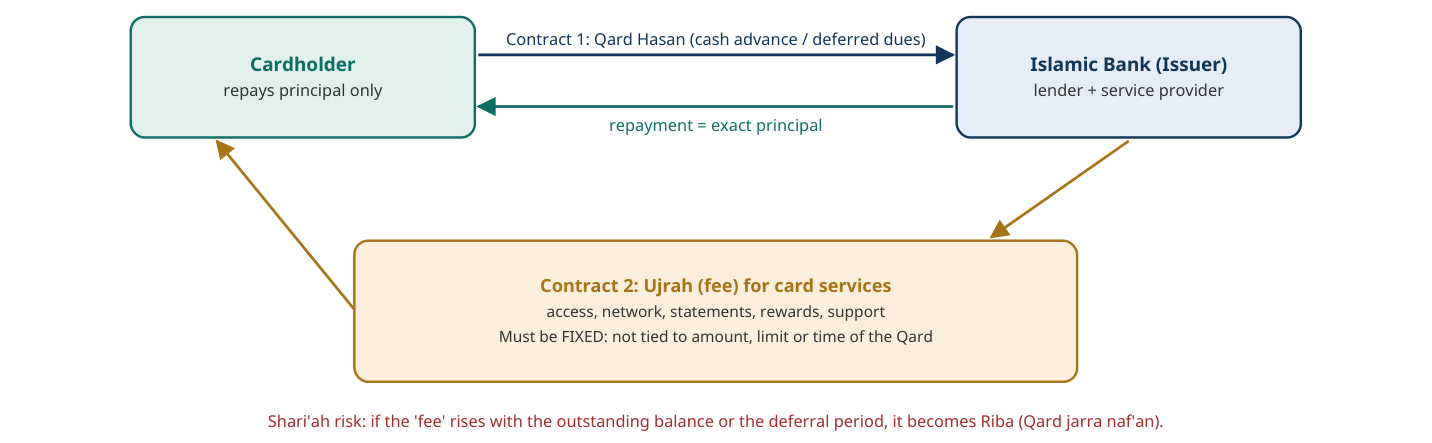 Contract 1: Qard Hasan (cash advance / deferred dues)
Cardholder
repays principal only
Islamic Bank (Issuer)
lender + service provider
repayment = exact principal
Contract 2: Ujrah (fee) for card services
access, network, statements, rewards, support
Must be FIXED: not tied to amount, limit or time of the Qard
Shari'ah risk: if the 'fee' rises with the outstanding balance or the deferral period, it becomes Riba (Qard jarra naf'an).